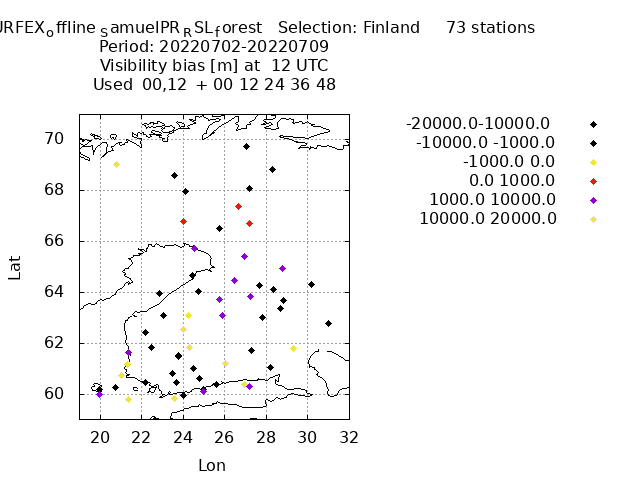 URFEXoffline SamuelPRRSLforest Selection: Finland 73 stations
Period: 20220702-20220709
Visibility bias [m] at 12 UTC
Used 00,12 + 00 12 24 36 48
-20000.0-10000.0
-10000.0 -1000.0
-1000.0 0.0
0.0 1000.0
1000.0 10000.0
10000.0 20000.0
70
68
66
64
62
60
Lat
20 22 24 26 28 30 32
Lon